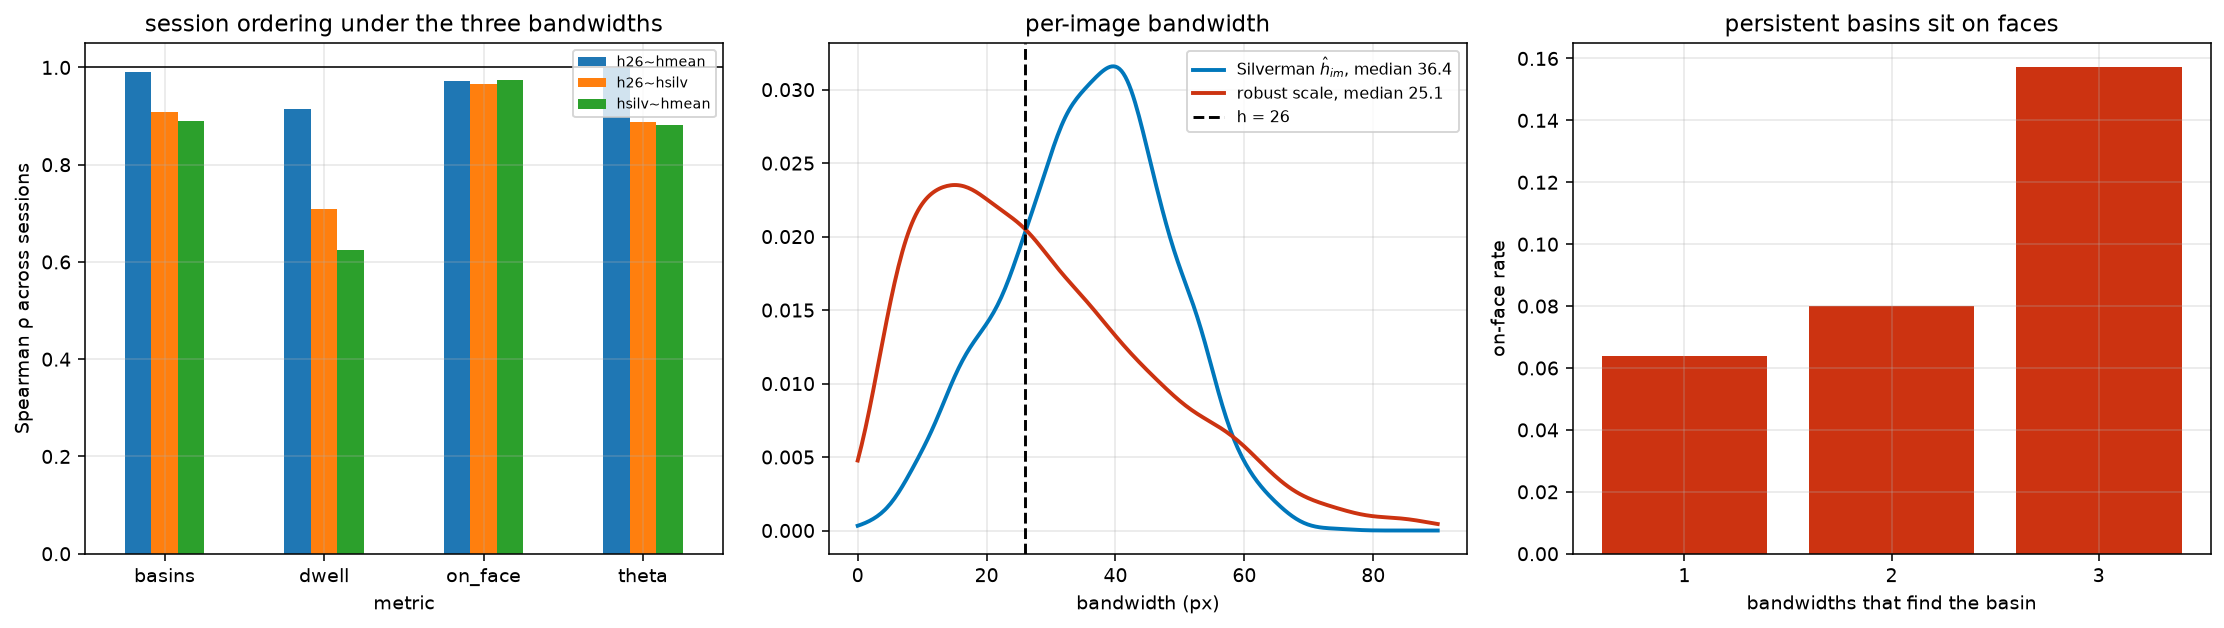 session ordering under the three bandwidths
Spearman ρ across sessions
1.0
0.8
0.6
0.4
0.2
0.0
h26~hmean
h26~hsilv
hsilv~hmean
basins
dwell
on_face
theta
metric
per-image bandwidth
0.030
0.025
0.020
0.015
0.010
0.005
0.000
Silverman ĥ_im, median 36.4
robust scale, median 25.1
h = 26
0
20
40
60
80
bandwidth (px)
persistent basins sit on faces
on-face rate
0.16
0.14
0.12
0.10
0.08
0.06
0.04
0.02
0.00
1
2
3
bandwidths that find the basin